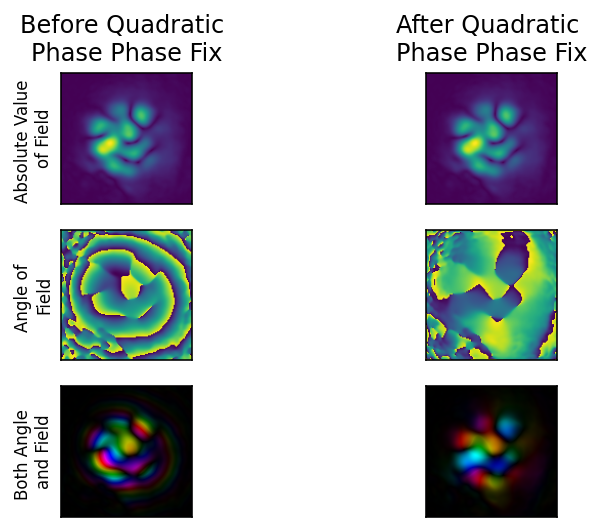 Before Quadratic
Phase Phase Fix
After Quadratic
Phase Phase Fix
Absolute Value
of Field
Angle of
Field
Both Angle
and Field